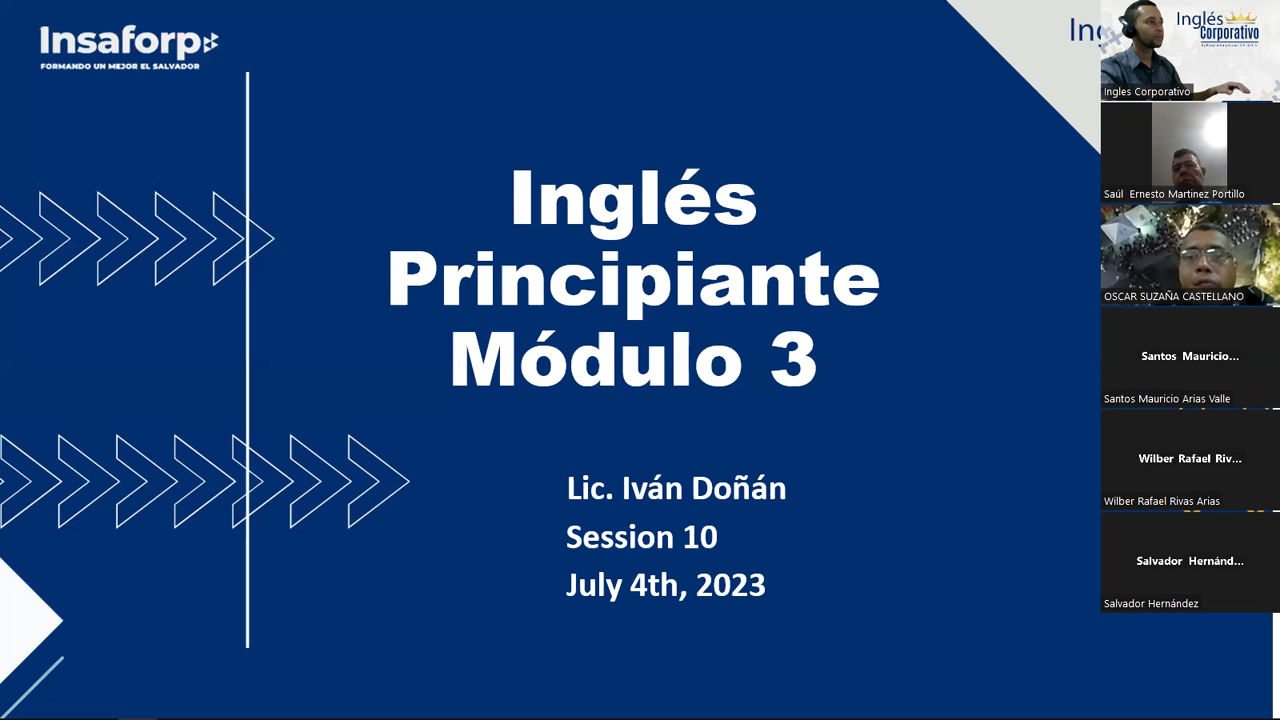 Insaforp
FORMANDO UN MEJOR EL SALVADOR
Inglés
Principiante
Módulo 3
Lic. Iván Doñán
Session 10
July 4th, 2023
Inglés
Corporativo
Ingles Corporativo
Saúl Ernesto Martinez Portillo
OSCAR SUZAÑA CASTELLANO
Santos Mauricio...
Santos Mauricio Arias Valle
Wilber Rafael Riv...
Wilber Rafael Rivas Arias
Salvador Hernánd...
Salvador Hernández